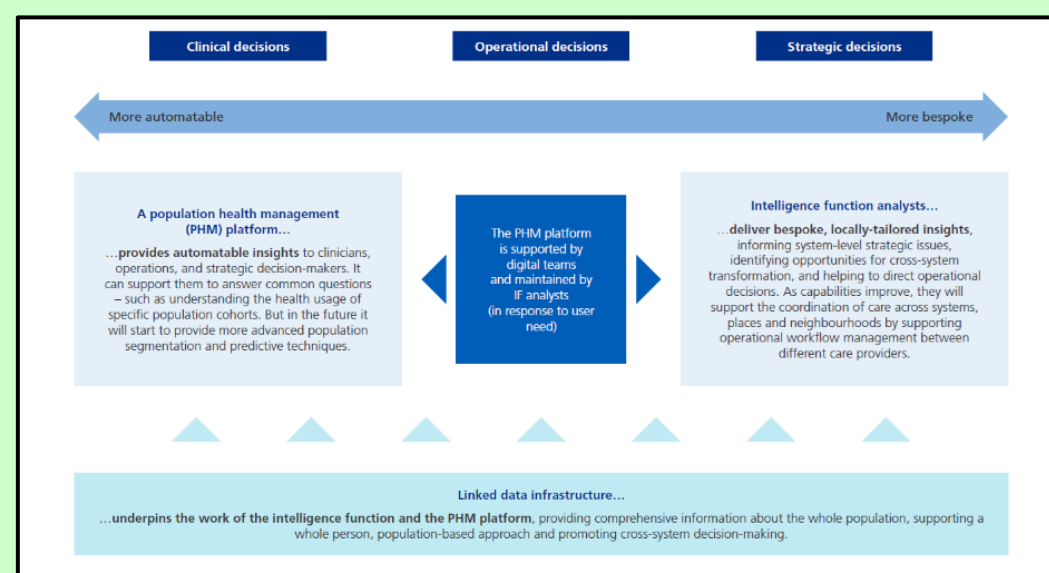 Clinical decisions
Operational decisions
Strategic decisions
More automatable
More bespoke
A population health management
(PHM) platform…
…provides automatable insights to clinicians,
operations, and strategic decision-makers. It
can support them to answer common questions
– such as understanding the health usage of
specific population cohorts. But in the future it
will start to provide more advanced population
segmentation and predictive techniques.
The PHM platform
is supported by
digital teams
and maintained by
IF analysts
(in response to user
need)
Intelligence function analysts…
…deliver bespoke, locally-tailored insights,
informing system-level strategic issues,
identifying opportunities for cross-system
transformation, and helping to direct operational
decisions. As capabilities improve, they will
support the coordination of care across systems,
places and neighbourhoods by supporting
operational workflow management between
different care providers.
Linked data infrastructure…
…underpins the work of the intelligence function and the PHM platform, providing comprehensive information about the whole population, supporting a
whole person, population-based approach and promoting cross-system decision-making.